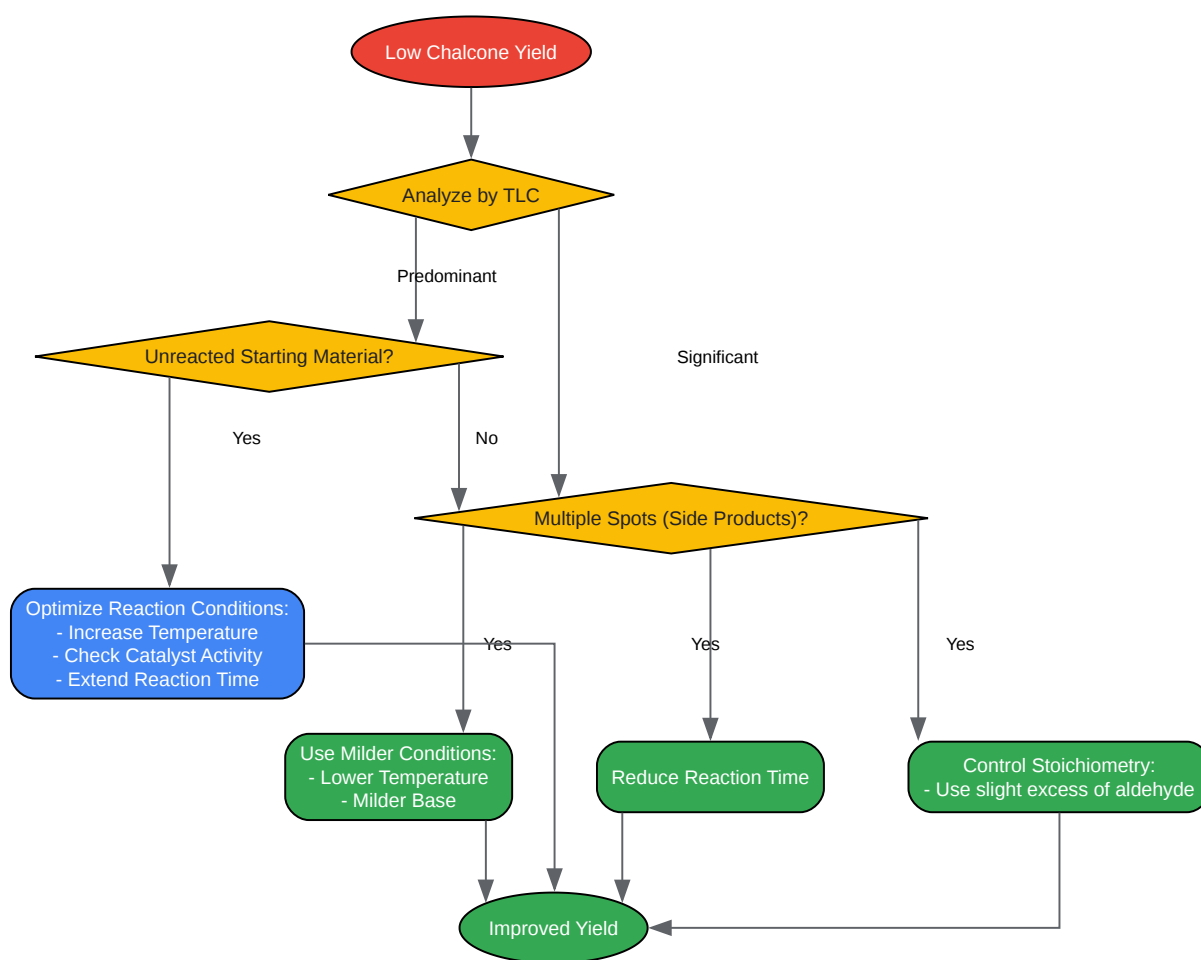 Low Chalcone Yield
Analyze by TLC
Predominant
Unreacted Starting Material?
Significant
Yes
No
Multiple Spots (Side Products)?
Optimize Reaction Conditions:
- Increase Temperature
- Check Catalyst Activity
- Extend Reaction Time
Yes
Yes
Yes
Use Milder Conditions:
- Lower Temperature
- Milder Base
Reduce Reaction Time
Control Stoichiometry:
- Use slight excess of aldehyde
Improved Yield